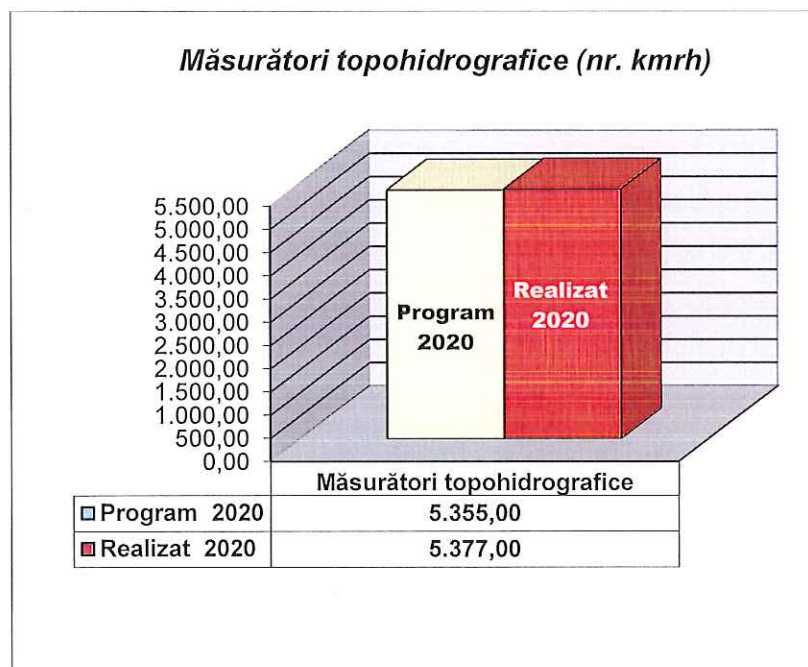 Măsurători topohidrografice (nr. kmrh)
5.500,00
5.000,00
4.500,00
4.000,00
3.500,00
3.000,00
2.500,00
2.000,00
1.500,00
1.000,00
500,00
0,00
Program
2020
Realizat
2020
Măsurători topohidrografice
Program 2020 5.355,00
Realizat 2020 5.377,00